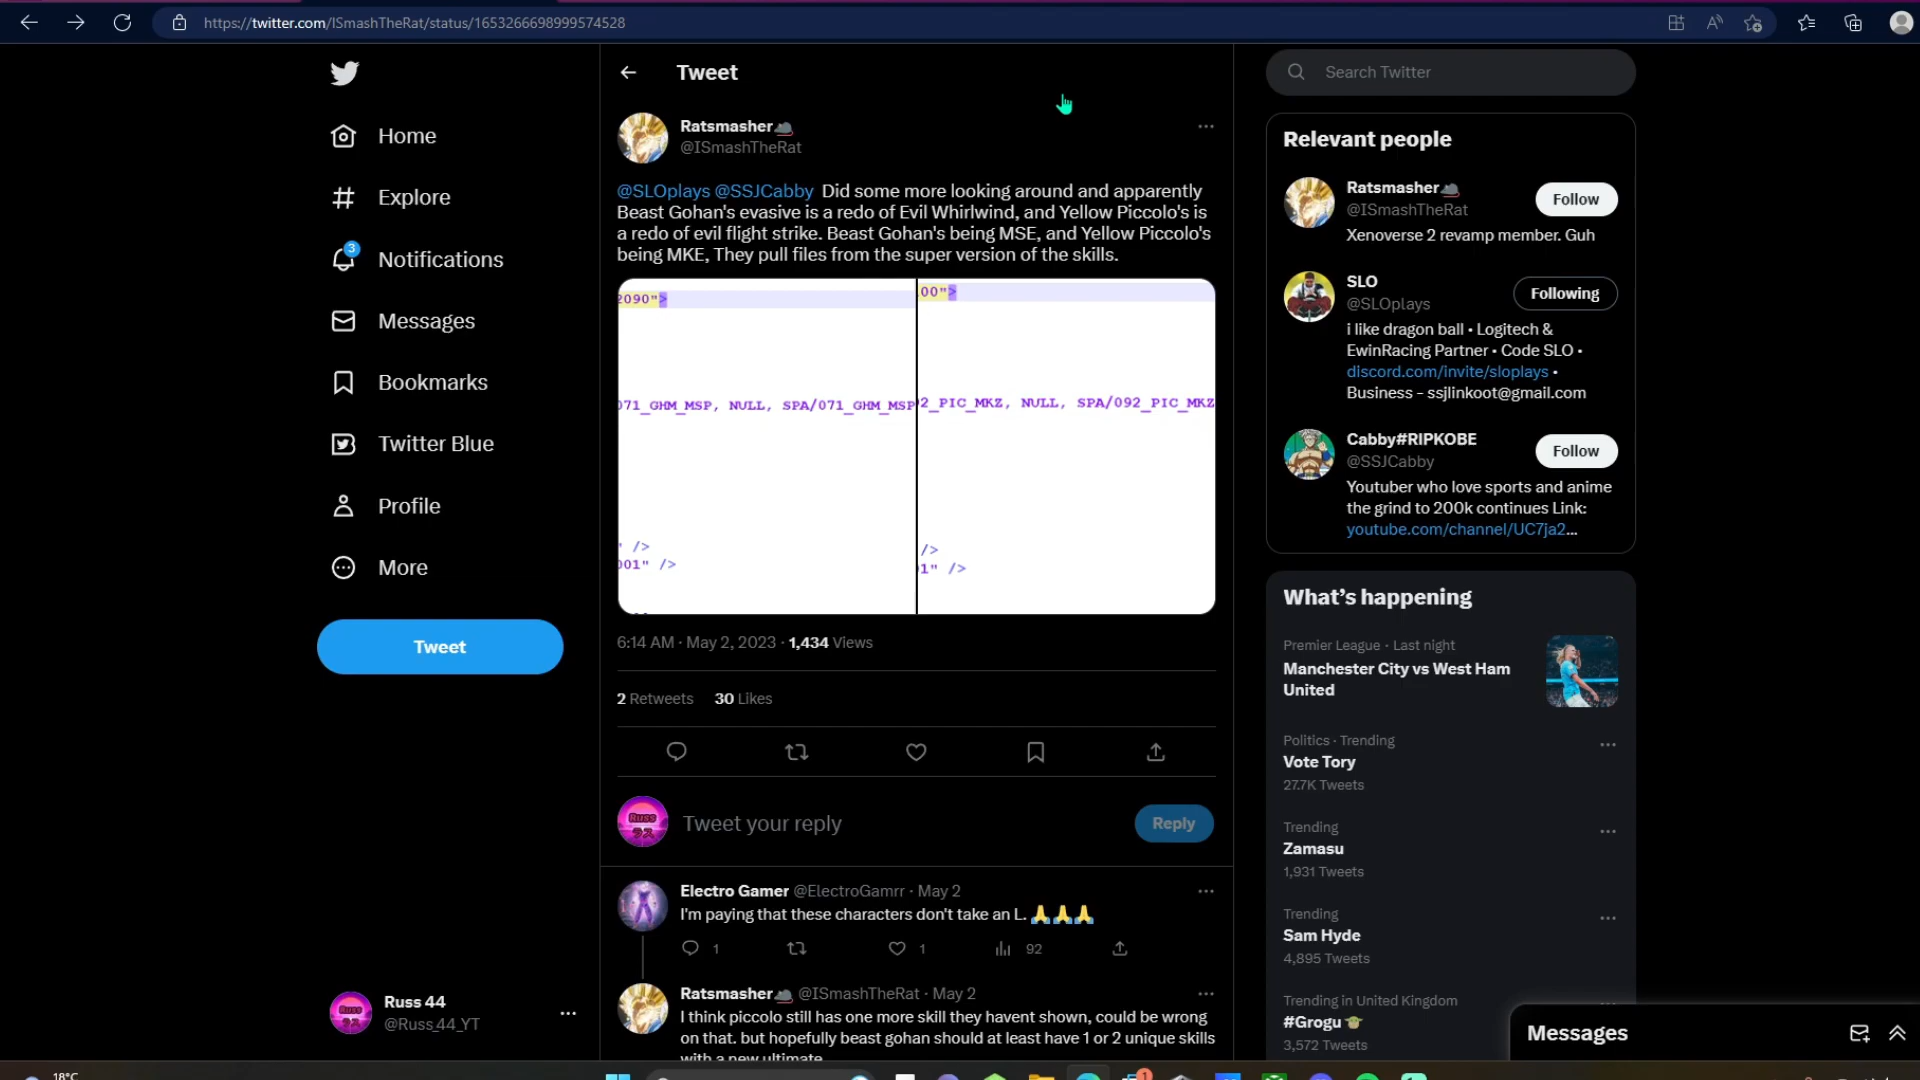 https://twitter.com/ISmashTheRat/status/1653266698999574528
Home
Explore
3
Notifications
Messages
Bookmarks
Twitter Blue
Profile
More
Tweet
Russ 44
@Russ_44_YT
Tweet
Ratsmasher
@ISmashTheRat
@SLOplays @SSJCabby Did some more looking around and apparently
Beast Gohan's evasive is a redo of Evil Whirlwind, and Yellow Piccolo's is
a redo of evil flight strike. Beast Gohan's being MSE, and Yellow Piccolo's
being MKE, They pull files from the super version of the skills.
2090">
071_GHM_MSP, NULL, SPA/071_GHM_MSP
" />
001" />
00">
2_PIC_MKZ, NULL, SPA/092_PIC_MKZ
/>
1" />
6:14 AM · May 2, 2023 · 1,434 Views
2 Retweets 30 Likes
Russ
ラス
Tweet your reply
Reply
Electro Gamer @ElectroGamrr · May 2
I'm paying that these characters don't take an L. 🙏🙏🙏
1 1 92
Ratsmasher @ISmashTheRat · May 2
I think piccolo still has one more skill they havent shown, could be wrong
on that. but hopefully beast gohan should at least have 1 or 2 unique skills
with a new ultimate
Search Twitter
Relevant people
Ratsmasher
@ISmashTheRat
Follow
Xenoverse 2 revamp member. Guh
SLO
@SLOplays
Following
i like dragon ball • Logitech &
EwinRacing Partner • Code SLO •
discord.com/invite/sloplays •
Business - ssjlinkoot@gmail.com
Cabby#RIPKOBE
@SSJCabby
Follow
Youtuber who love sports and anime
the grind to 200k continues Link:
youtube.com/channel/UC7ja2…
What's happening
Premier League · Last night
Manchester City vs West Ham
United
Politics · Trending
Vote Tory
27.7K Tweets
Trending
Zamasu
1,931 Tweets
Trending
Sam Hyde
4,895 Tweets
Trending in United Kingdom
#Grogu
3,572 Tweets
Messages
18°C
1